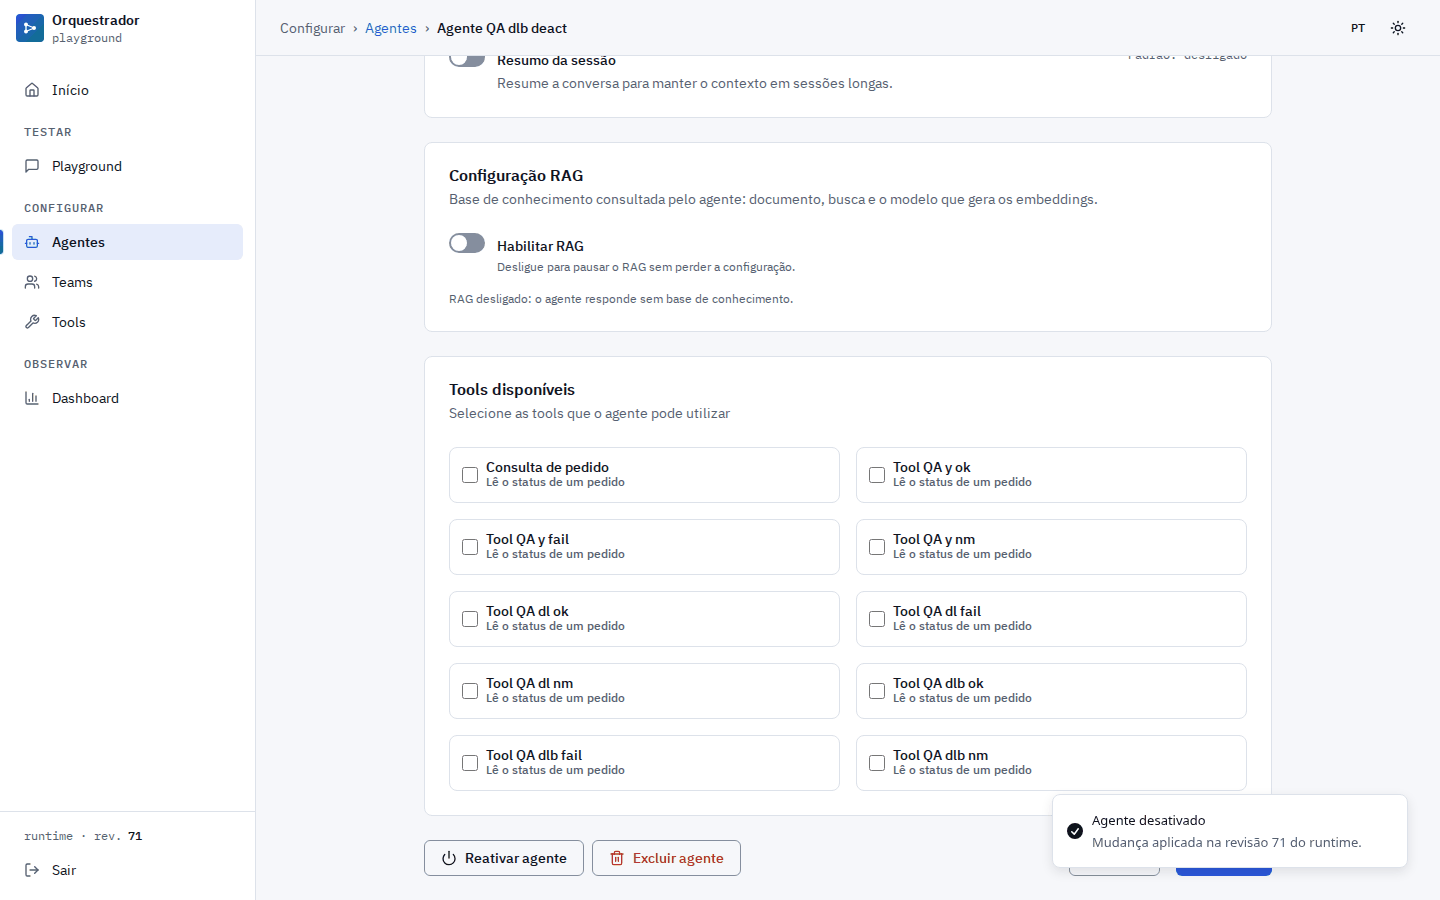 Orquestrador
playground
Início
TESTAR
Playground
CONFIGURAR
Agentes
Teams
Tools
OBSERVAR
Dashboard
runtime · rev. 71
Sair
Configurar › Agentes › Agente QA dlb deact
PT
Resumo da sessão
Padrão: desligado
Resume a conversa para manter o contexto em sessões longas.
Configuração RAG
Base de conhecimento consultada pelo agente: documento, busca e o modelo que gera os embeddings.
Habilitar RAG
Desligue para pausar o RAG sem perder a configuração.
RAG desligado: o agente responde sem base de conhecimento.
Tools disponíveis
Selecione as tools que o agente pode utilizar
Consulta de pedido
Lê o status de um pedido
Tool QA y ok
Lê o status de um pedido
Tool QA y fail
Lê o status de um pedido
Tool QA y nm
Lê o status de um pedido
Tool QA dl ok
Lê o status de um pedido
Tool QA dl fail
Lê o status de um pedido
Tool QA dl nm
Lê o status de um pedido
Tool QA dlb ok
Lê o status de um pedido
Tool QA dlb fail
Lê o status de um pedido
Tool QA dlb nm
Lê o status de um pedido
Reativar agente
Excluir agente
Agente desativado
Mudança aplicada na revisão 71 do runtime.